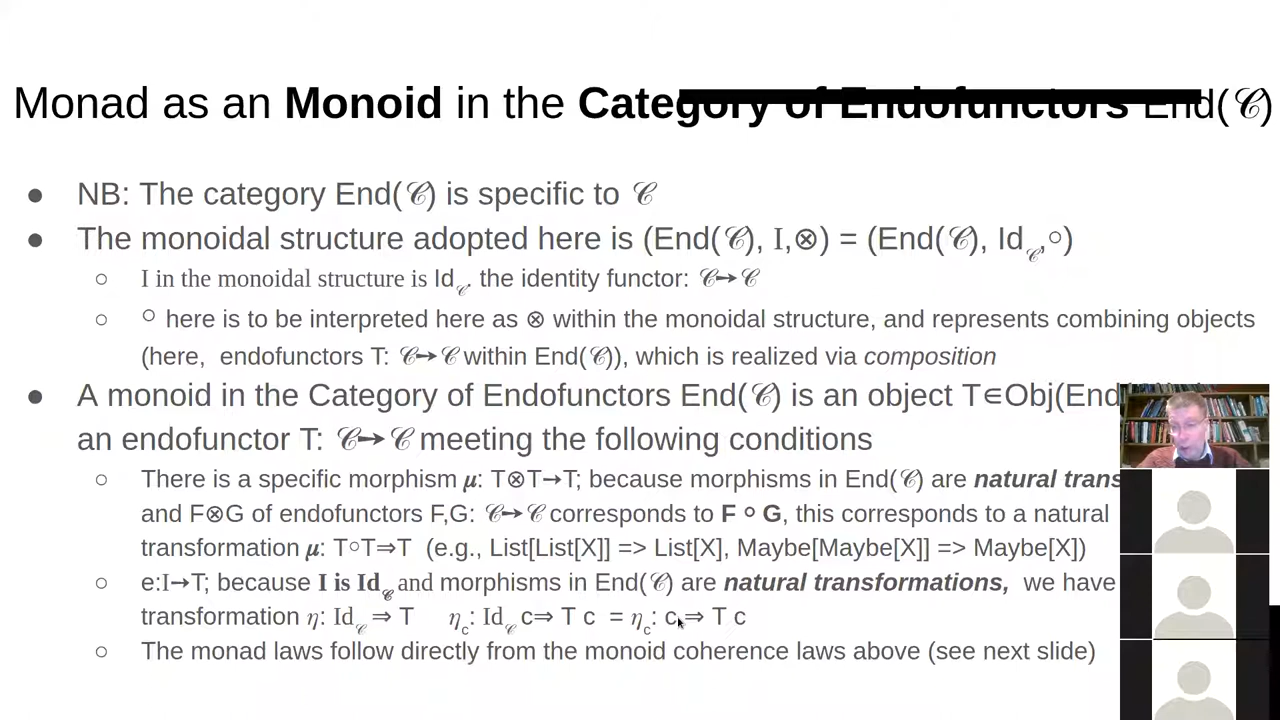 Monad as an Monoid in the Category of Endofunctors End(𝒞)
● NB: The category End(𝒞) is specific to 𝒞
● The monoidal structure adopted here is (End(𝒞), I,⊗) = (End(𝒞), Id𝒞,○)
○ I in the monoidal structure is Id𝒞. the identity functor: 𝒞→𝒞
○ ○ here is to be interpreted here as ⊗ within the monoidal structure, and represents combining objects
(here, endofunctors T: 𝒞→𝒞 within End(𝒞)), which is realized via composition
● A monoid in the Category of Endofunctors End(𝒞) is an object T∈Obj(End
an endofunctor T: 𝒞→𝒞 meeting the following conditions
○ There is a specific morphism μ: T⊗T→T; because morphisms in End(𝒞) are natural trans
and F⊗G of endofunctors F,G: 𝒞→𝒞 corresponds to F ○ G, this corresponds to a natural
transformation μ: T○T⇒T (e.g., List[List[X]] => List[X], Maybe[Maybe[X]] => Maybe[X])
○ e:I→T; because I is Id𝒞 and morphisms in End(𝒞) are natural transformations, we have
transformation η: Id𝒞 ⇒ T ηc: Id𝒞 c⇒ T c = ηc: c⇒ T c
○ The monad laws follow directly from the monoid coherence laws above (see next slide)